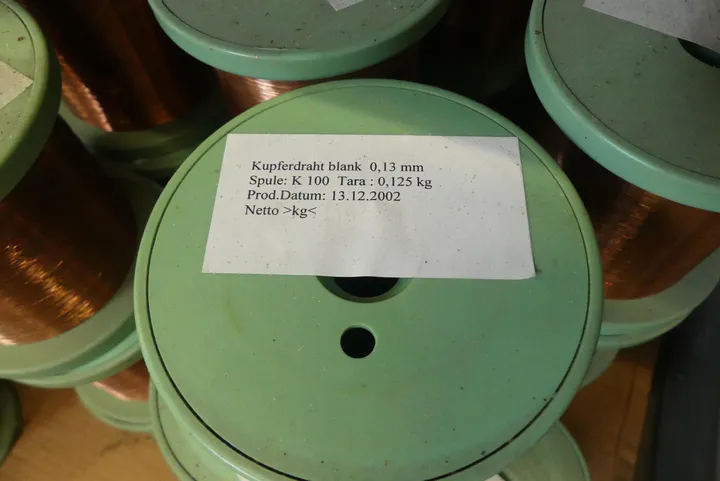 Kupferdraht blank 0,13 mm
Spule: K 100 Tara : 0,125 kg
Prod.Datum: 13.12.2002
Netto >kg<